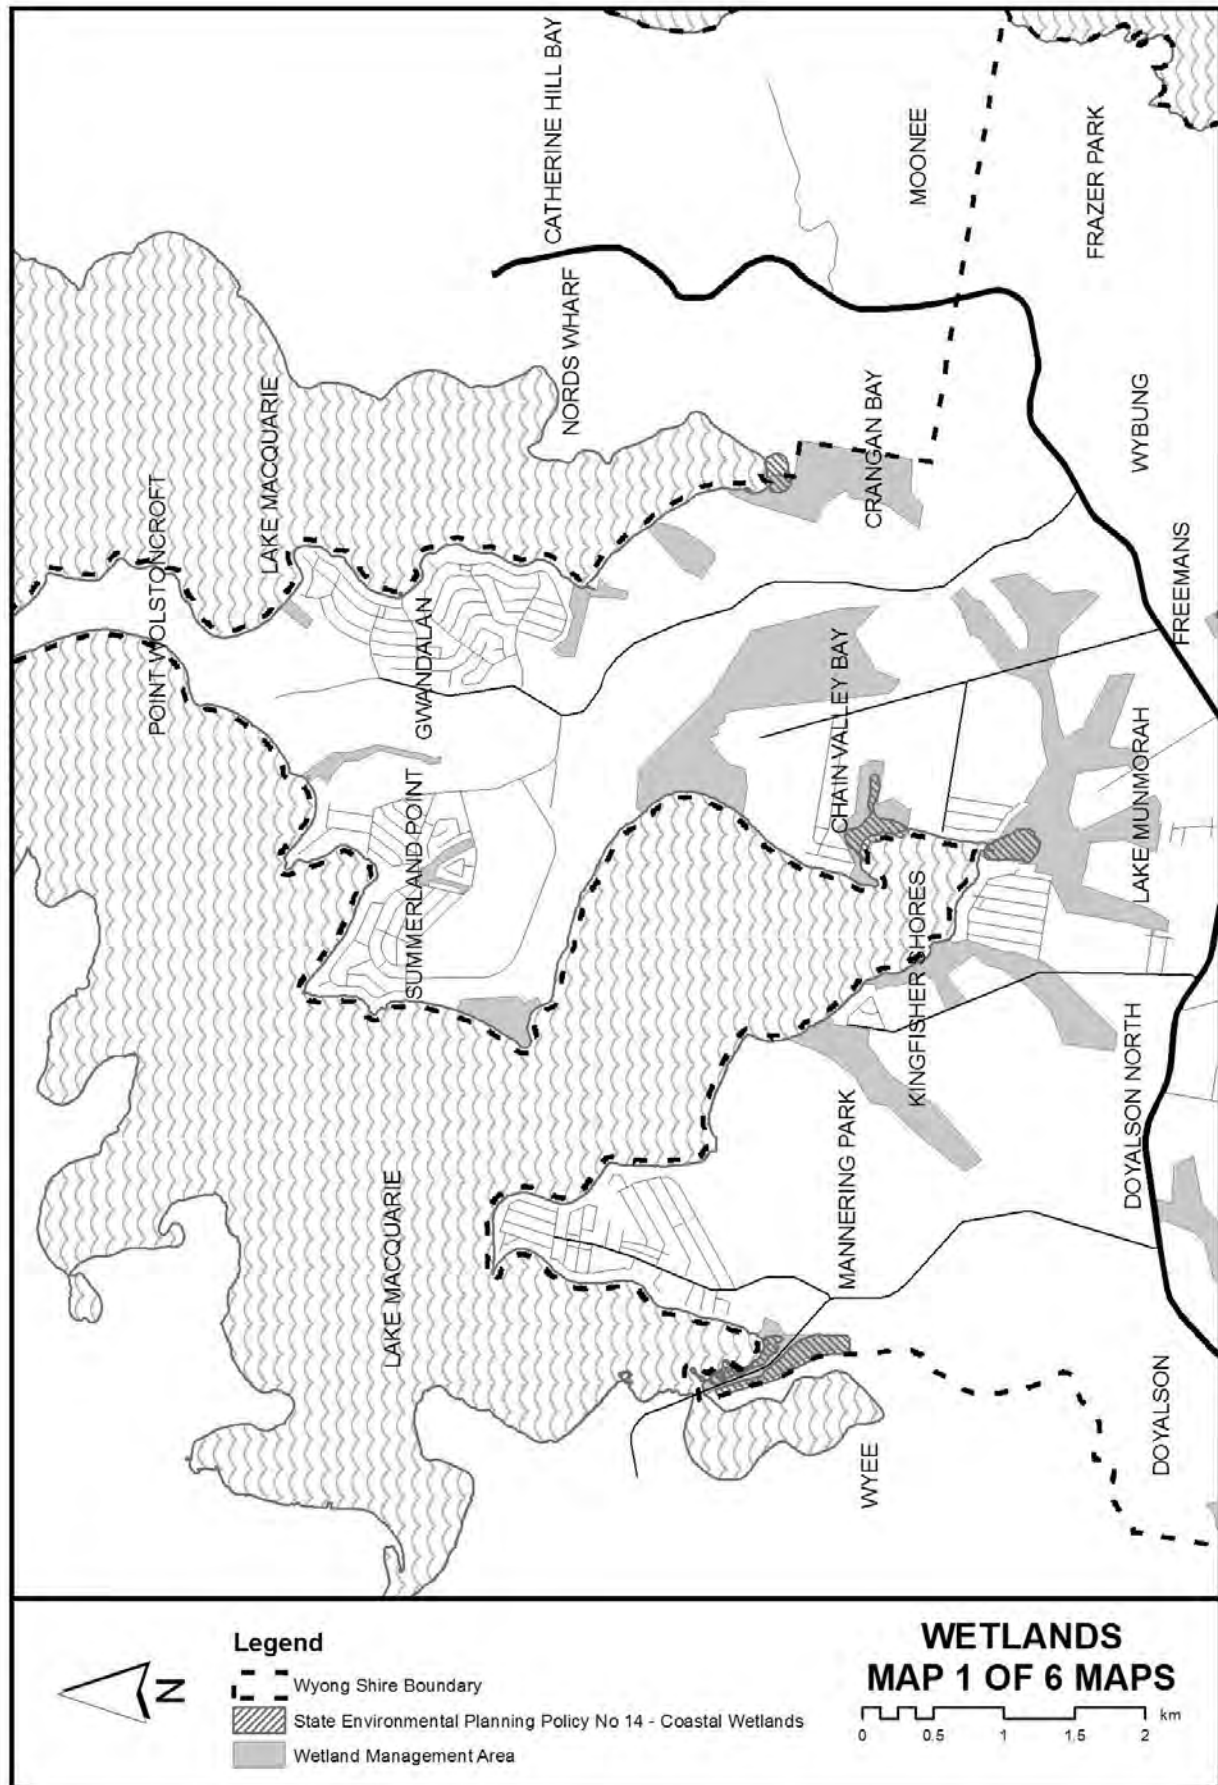 CATHERINE HILL BAY
MOONEE
FRAZER PARK
NORDS WHARF
LAKE MACQUARIE
CRANGAN BAY
WYBUNG
POINT WOLSTONCROFT
FREEMANS
GWANDALAN
CHAIN VALLEY BAY
LAKE MUNMORAH
SUMMERLAND POINT
KINGFISHER SHORES
DOYALSON NORTH
MANNERING PARK
LAKE MACQUARIE
WYEE
DOYALSON
N
Legend
Wyong Shire Boundary
State Environmental Planning Policy No 14 - Coastal Wetlands
Wetland Management Area
WETLANDS
MAP 1 OF 6 MAPS
km
0 0.5 1 1.5 2